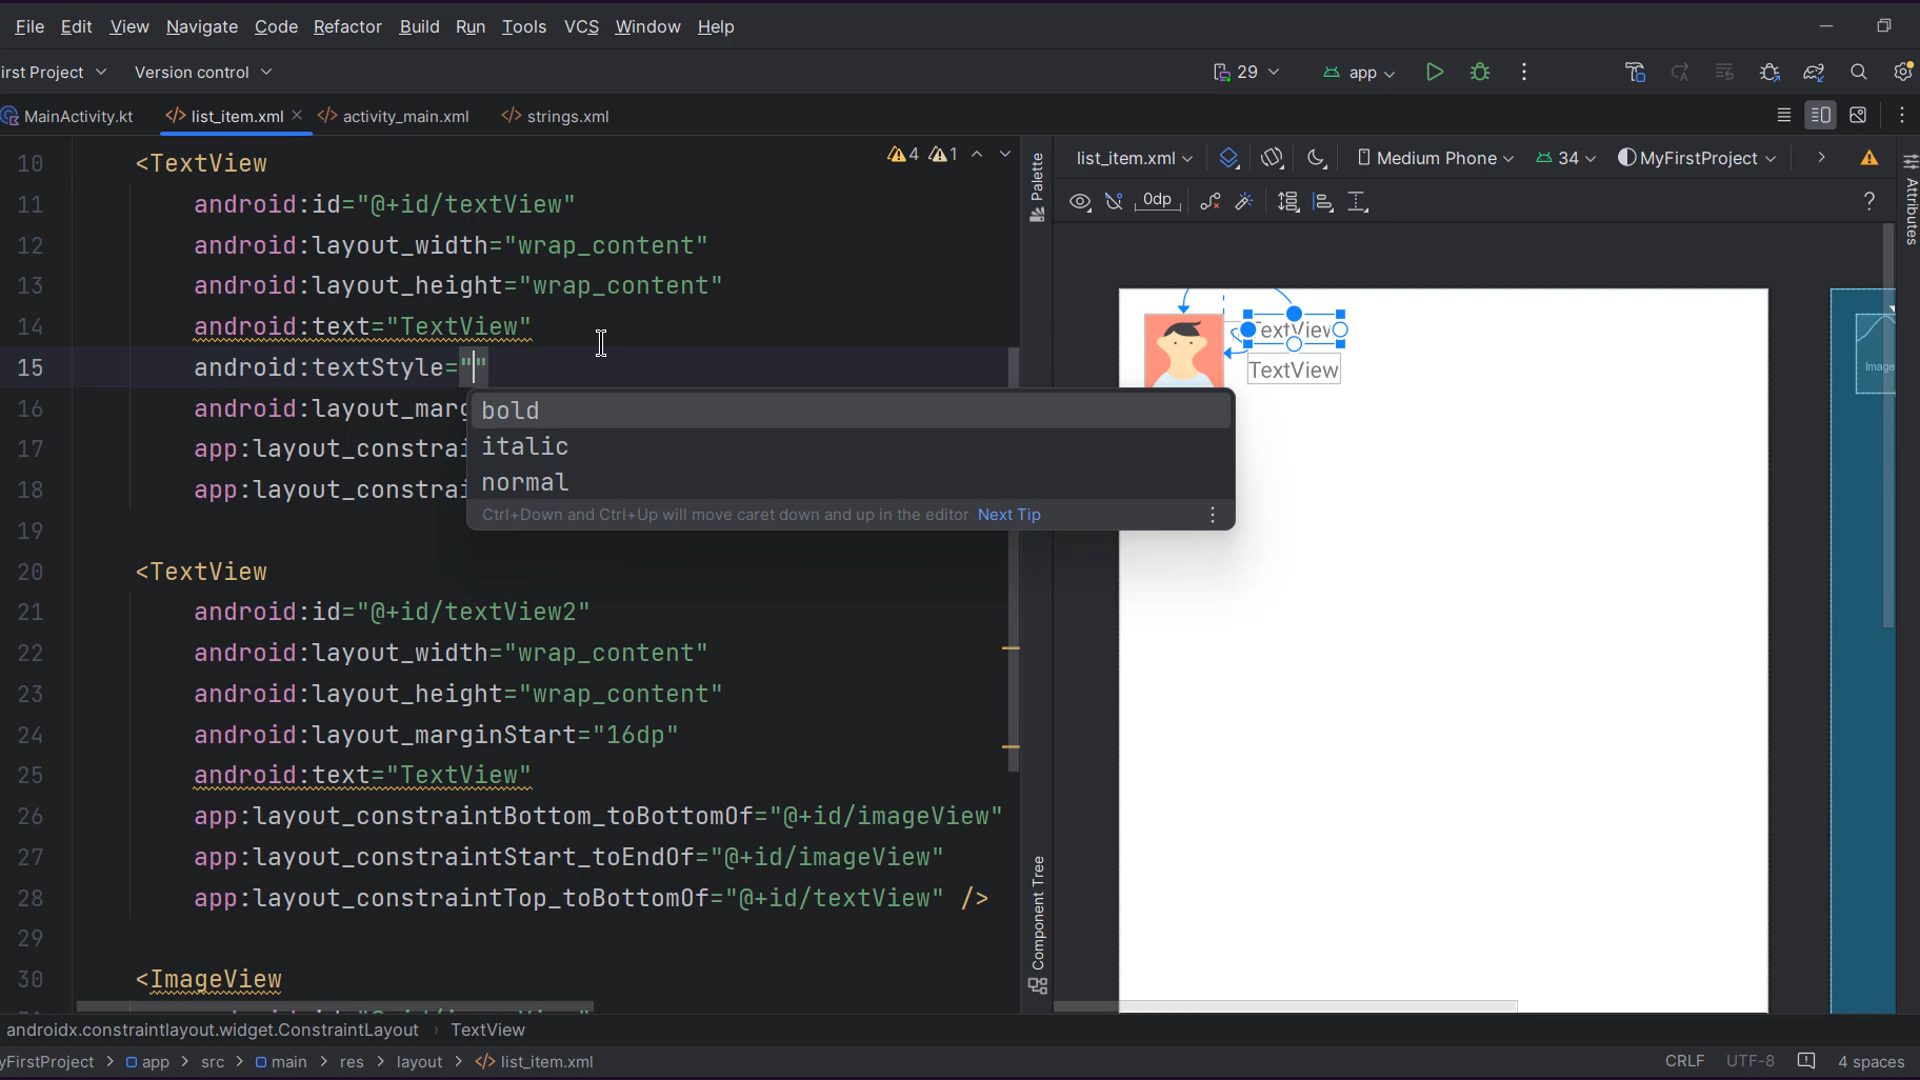 File Edit View Navigate Code Refactor Build Run Tools VCS Window Help
irst Project Version control 29 app
MainActivity.kt list_item.xml activity_main.xml strings.xml
10 <TextView
11 android:id="@+id/textView"
12 android:layout_width="wrap_content"
13 android:layout_height="wrap_content"
14 android:text="TextView"
15 android:textStyle=""
16 android:layout_marg
17 app:layout_constrai
18 app:layout_constrai
19
20 <TextView
21 android:id="@+id/textView2"
22 android:layout_width="wrap_content"
23 android:layout_height="wrap_content"
24 android:layout_marginStart="16dp"
25 android:text="TextView"
26 app:layout_constraintBottom_toBottomOf="@+id/imageView"
27 app:layout_constraintStart_toEndOf="@+id/imageView"
28 app:layout_constraintTop_toBottomOf="@+id/textView" />
29
30 <ImageView
4 1
bold
italic
normal
Ctrl+Down and Ctrl+Up will move caret down and up in the editor Next Tip
Palette
Component Tree
list_item.xml Medium Phone 34 MyFirstProject
0dp ?
TextView
TextView
Image
Attributes
androidx.constraintlayout.widget.ConstraintLayout › TextView
yFirstProject > app > src > main > res > layout > list_item.xml
CRLF UTF-8 4 spaces